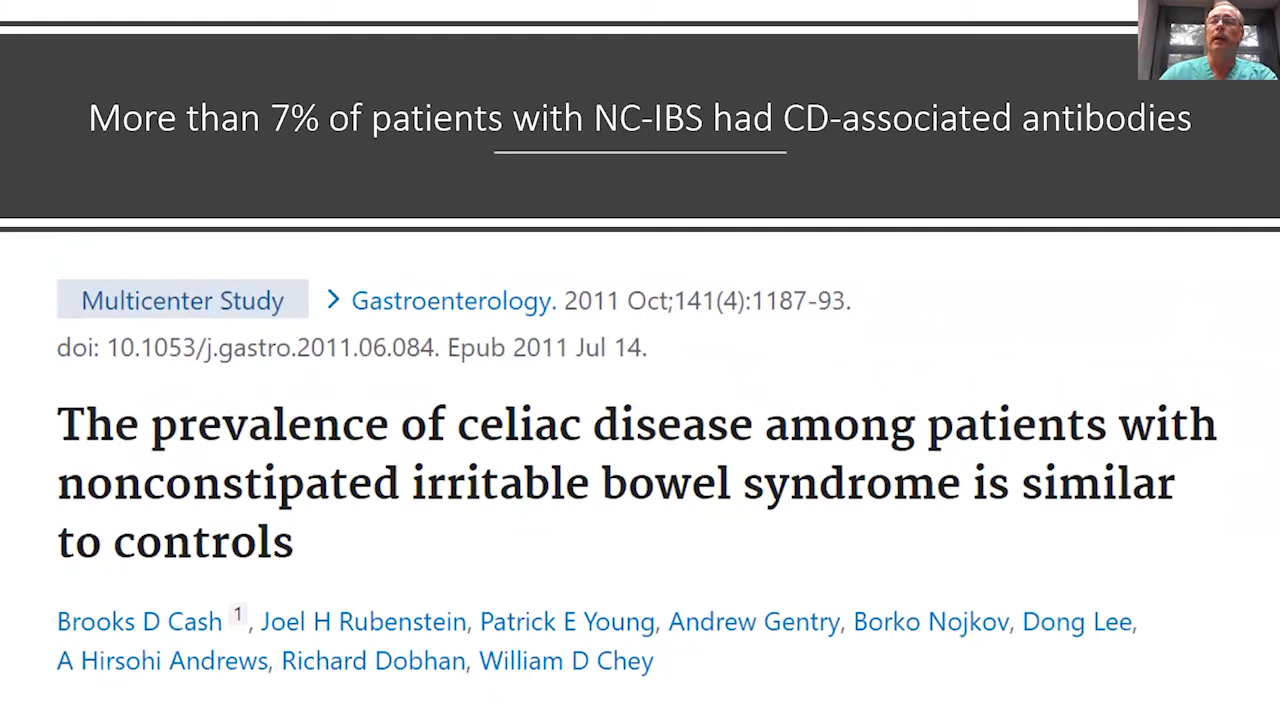 More than 7% of patients with NC-IBS had CD-associated antibodies
Multicenter Study > Gastroenterology. 2011 Oct;141(4):1187-93.
doi: 10.1053/j.gastro.2011.06.084. Epub 2011 Jul 14.
The prevalence of celiac disease among patients with
nonconstipated irritable bowel syndrome is similar
to controls
Brooks D Cash 1, Joel H Rubenstein, Patrick E Young, Andrew Gentry, Borko Nojkov, Dong Lee,
A Hirsohi Andrews, Richard Dobhan, William D Chey